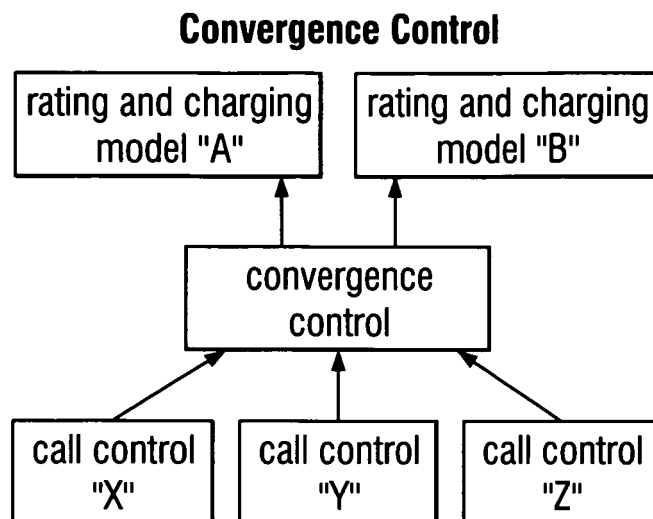 Convergence Control
rating and charging
model "A"
rating and charging
model "B"
convergence
control
call control
"X"
call control
"Y"
call control
"Z"